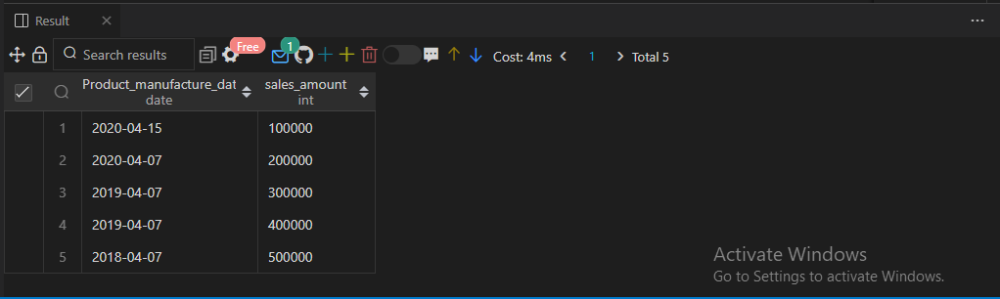 Result
Search results
Free
1
Cost: 4ms
1
Total 5
Product_manufacture_dat
date
sales_amount
int
1 2020-04-15 100000
2 2020-04-07 200000
3 2019-04-07 300000
4 2019-04-07 400000
5 2018-04-07 500000
Activate Windows
Go to Settings to activate Windows.